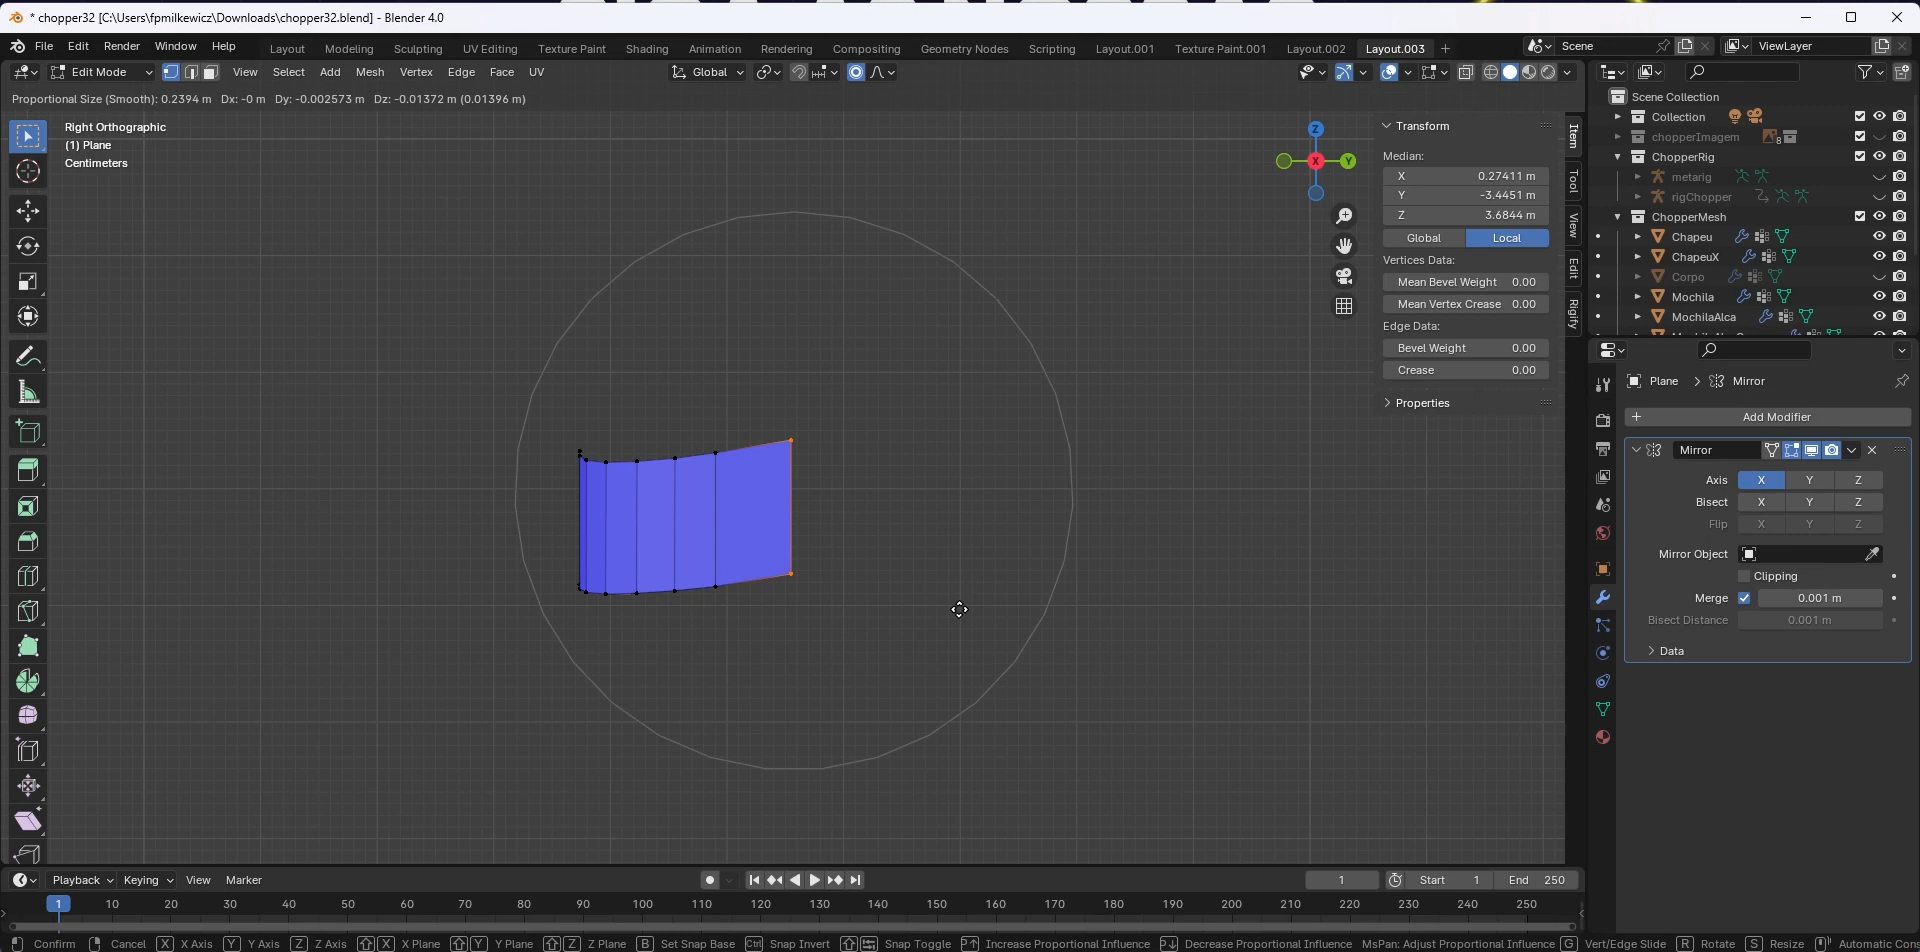 * chopper32 [C:\Users\fpmilkewicz\Downloads\chopper32.blend] - Blender 4.0
File Edit Render Window Help Layout Modeling Sculpting UV Editing Texture Paint Shading Animation Rendering Compositing Geometry Nodes Scripting Layout.001 Texture Paint.001 Layout.002 Layout.003 + Scene ViewLayer
Edit Mode View Select Add Mesh Vertex Edge Face UV Global
Proportional Size (Smooth): 0.2394 m Dx: -0 m Dy: -0.002573 m Dz: -0.01372 m (0.01396 m)
Right Orthographic
(1) Plane
Centimeters
Z
X
Y
Transform
Median:
X 0.27411 m
Y -3.4451 m
Z 3.6844 m
Global Local
Vertices Data:
Mean Bevel Weight 0.00
Mean Vertex Crease 0.00
Edge Data:
Bevel Weight 0.00
Crease 0.00
Properties
Item
Tool
View
Edit
Rigify
Scene Collection
Collection
chopperImagem 8
ChopperRig
metarig
rigChopper
ChopperMesh
Chapeu
ChapeuX
Corpo
Mochila
MochilaAlca
Plane > Mirror
+ Add Modifier
Mirror
Axis X Y Z
Bisect X Y Z
Flip X Y Z
Mirror Object
Clipping
Merge 0.001 m
Bisect Distance 0.001 m
Data
Playback Keying View Marker 1 Start 1 End 250
1 10 20 30 40 50 60 70 80 90 100 110 120 130 140 150 160 170 180 190 200 210 220 230 240 250
Confirm Cancel X X Axis Y Y Axis Z Z Axis X X Plane Y Y Plane Z Z Plane B Set Snap Base Ctrl Snap Invert Snap Toggle Increase Proportional Influence Decrease Proportional Influence MsPan: Adjust Proportional Influence G Vert/Edge Slide R Rotate S Resize Automatic Cons